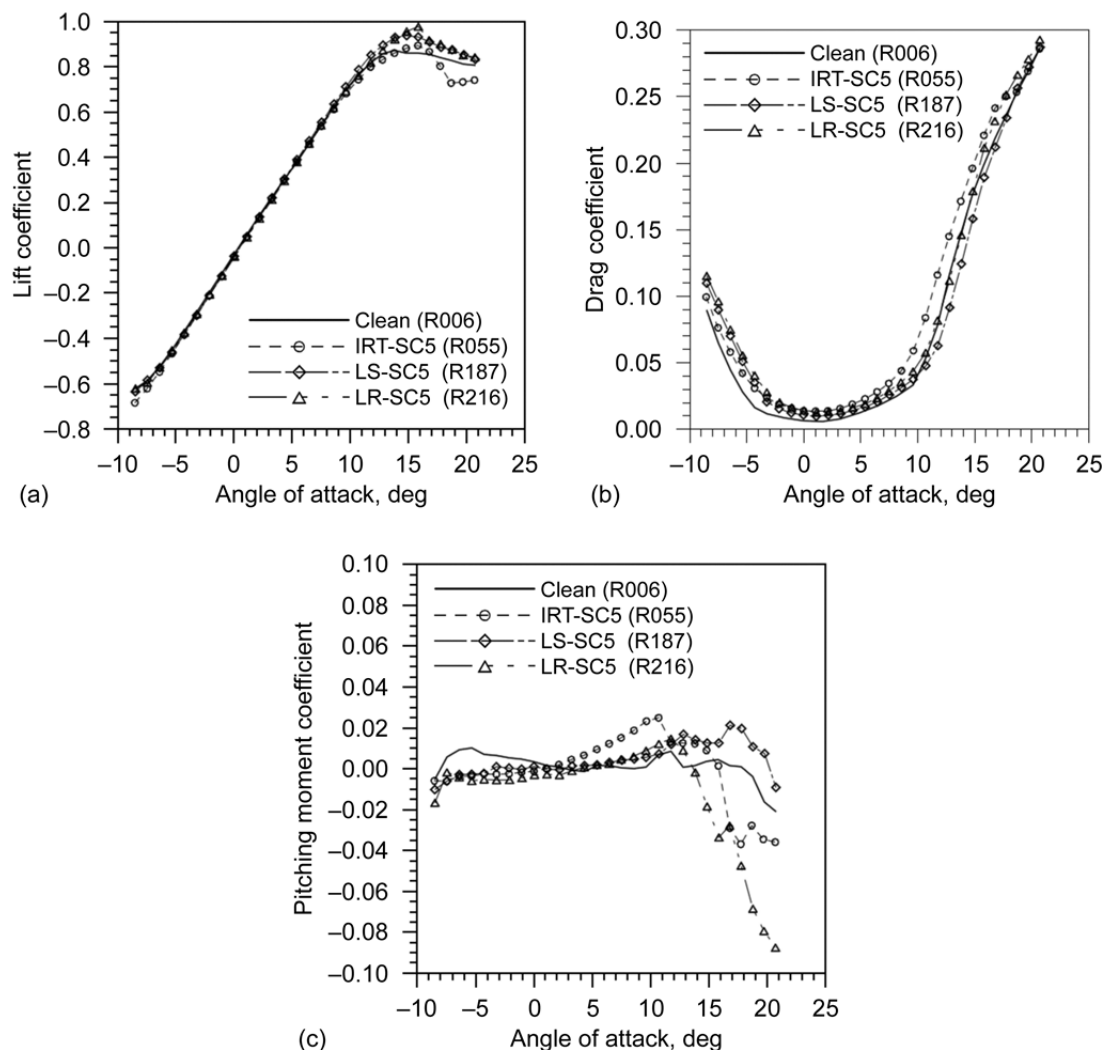 1.0
0.8
0.6
0.4
0.2
0.0
–0.2
–0.4
–0.6
–0.8
Lift coefficient
Clean (R006)
IRT-SC5 (R055)
LS-SC5 (R187)
LR-SC5 (R216)
–10 –5 0 5 10 15 20 25
Angle of attack, deg
(a)
0.30
0.25
0.20
0.15
0.10
0.05
0.00
Drag coefficient
Clean (R006)
IRT-SC5 (R055)
LS-SC5 (R187)
LR-SC5 (R216)
–10 –5 0 5 10 15 20 25
Angle of attack, deg
(b)
0.10
0.08
0.06
0.04
0.02
0.00
–0.02
–0.04
–0.06
–0.08
–0.10
Pitching moment coefficient
Clean (R006)
IRT-SC5 (R055)
LS-SC5 (R187)
LR-SC5 (R216)
–10 –5 0 5 10 15 20 25
Angle of attack, deg
(c)